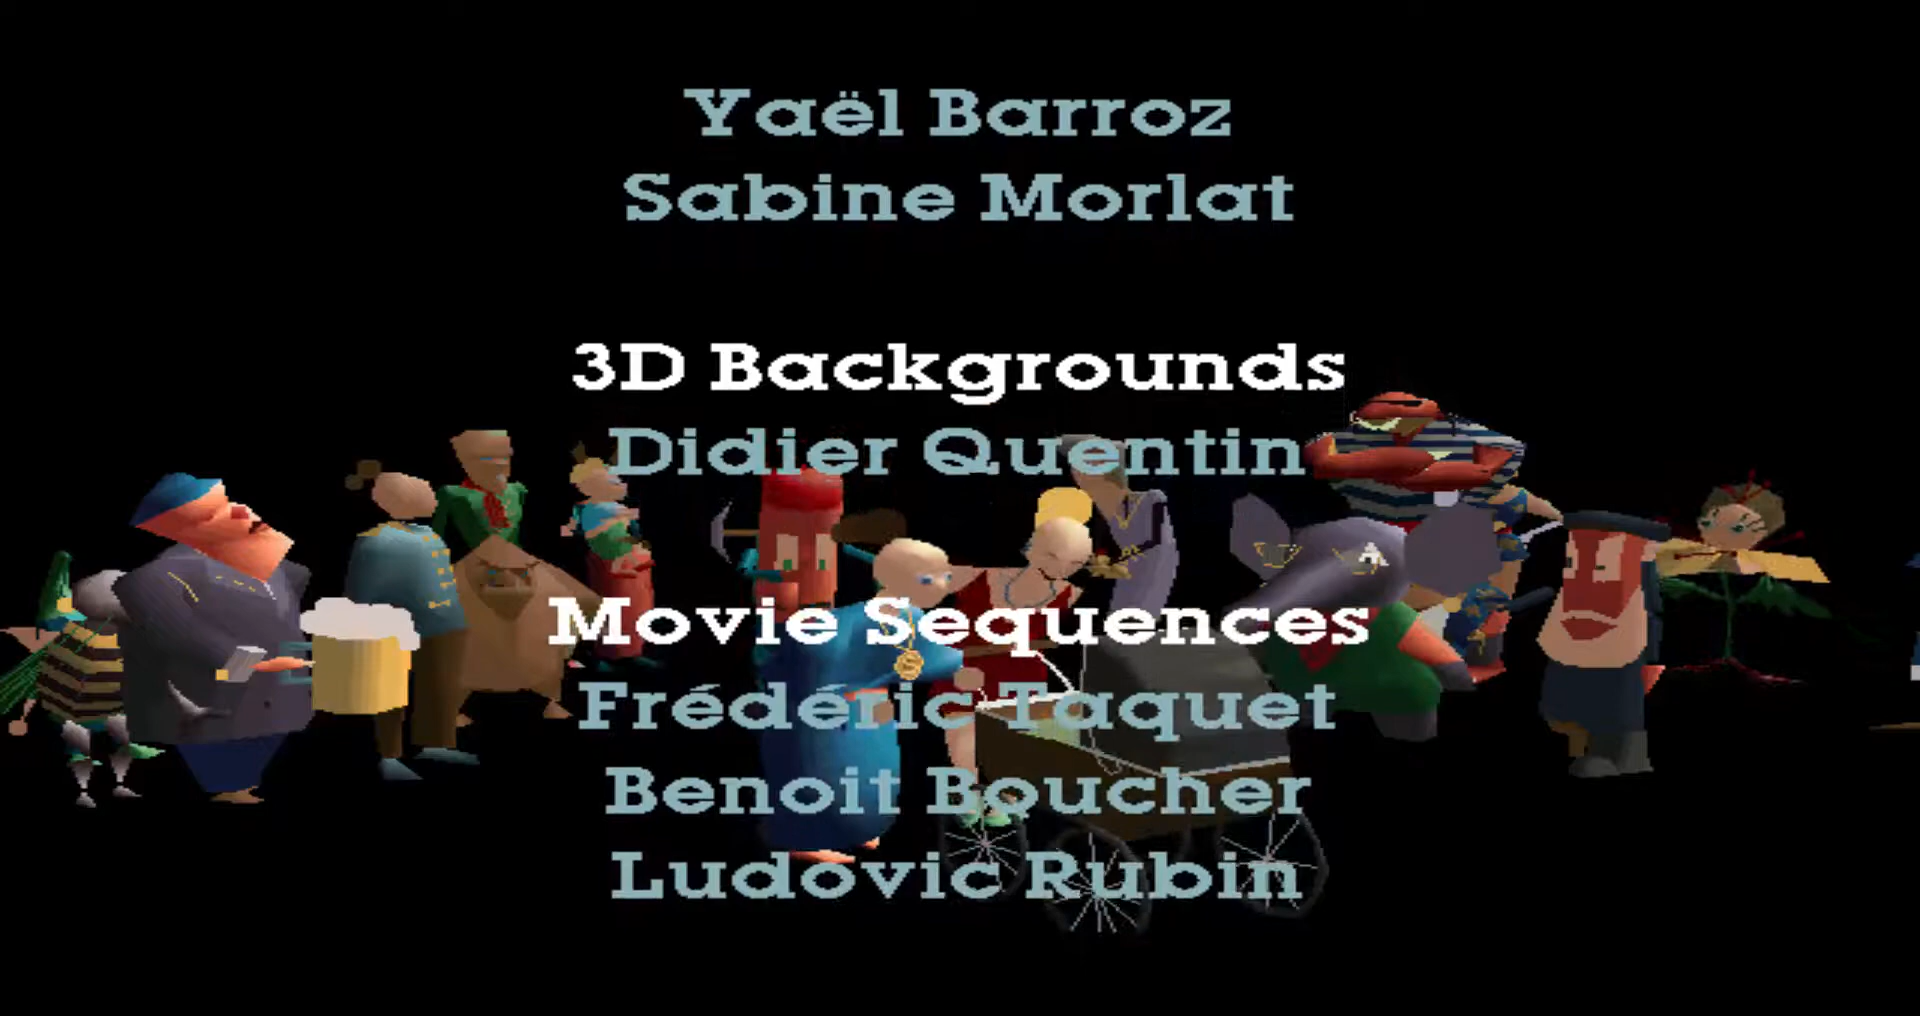 Yaël Barroz
Sabine Morlat
3D Backgrounds
Didier Quentin
Movie Sequences
Frédéric Taquet
Benoit Boucher
Ludovic Rubin